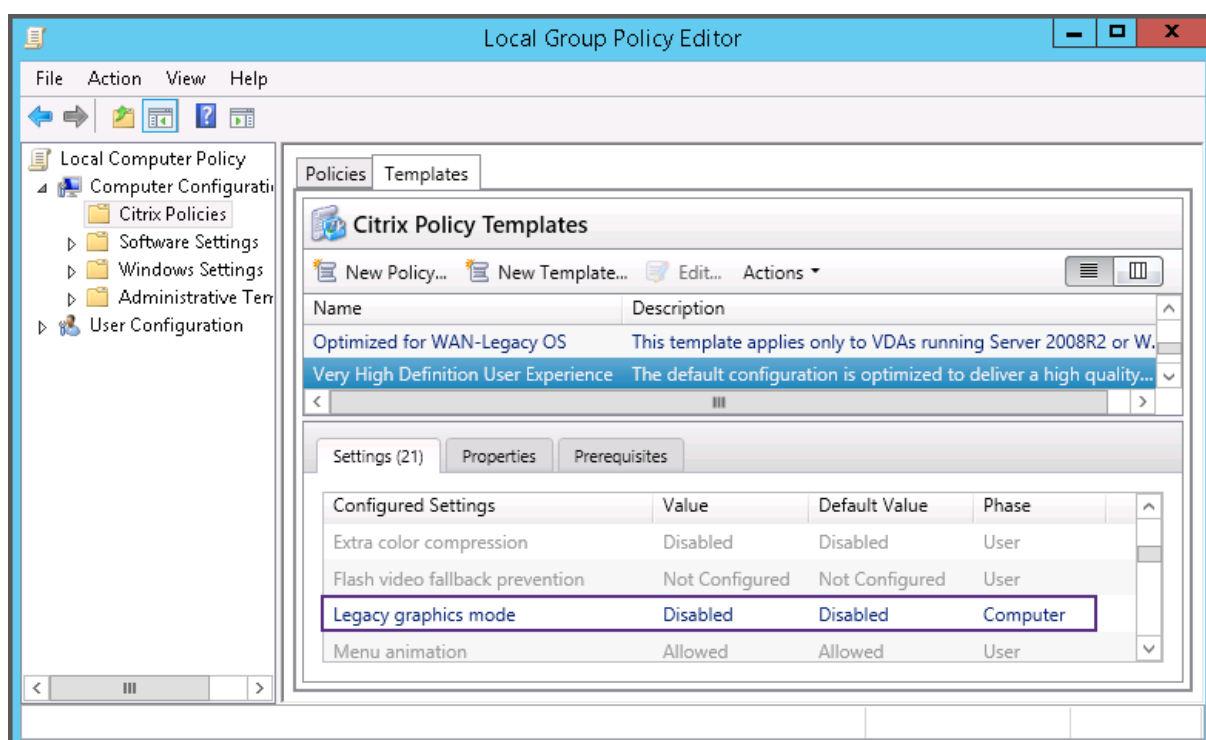 Local Group Policy Editor
File Action View Help
Local Computer Policy
Computer Configurati
Citrix Policies
Software Settings
Windows Settings
Administrative Tem
User Configuration
Policies Templates
Citrix Policy Templates
New Policy... New Template... Edit... Actions
Name Description
Optimized for WAN-Legacy OS This template applies only to VDAs running Server 2008R2 or W.
Very High Definition User Experience The default configuration is optimized to deliver a high quality...
Settings (21) Properties Prerequisites
Configured Settings Value Default Value Phase
Extra color compression Disabled Disabled User
Flash video fallback prevention Not Configured Not Configured User
Legacy graphics mode Disabled Disabled Computer
Menu animation Allowed Allowed User